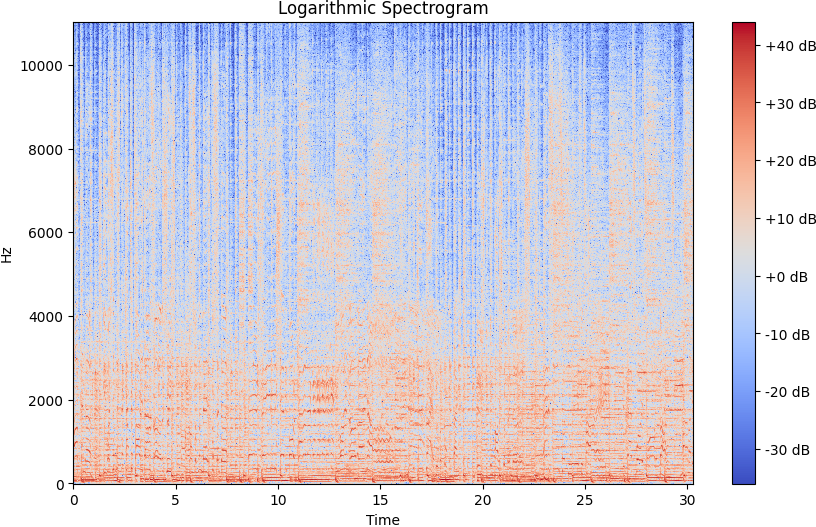 Logarithmic Spectrogram
Hz
10000
8000
6000
4000
2000
0
0 5 10 15 20 25 30
Time
+40 dB
+30 dB
+20 dB
+10 dB
+0 dB
-10 dB
-20 dB
-30 dB